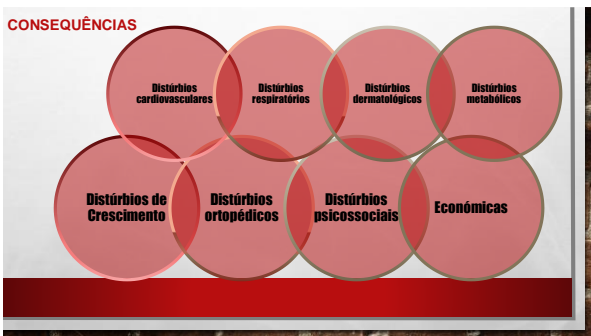 CONSEQUÊNCIAS
Distúrbios
cardiovasculares
Distúrbios
respiratórios
Distúrbios
dermatológicos
Distúrbios
metabólicos
Distúrbios de
Crescimento
Distúrbios
ortopédicos
Distúrbios
psicossociais
Económicas